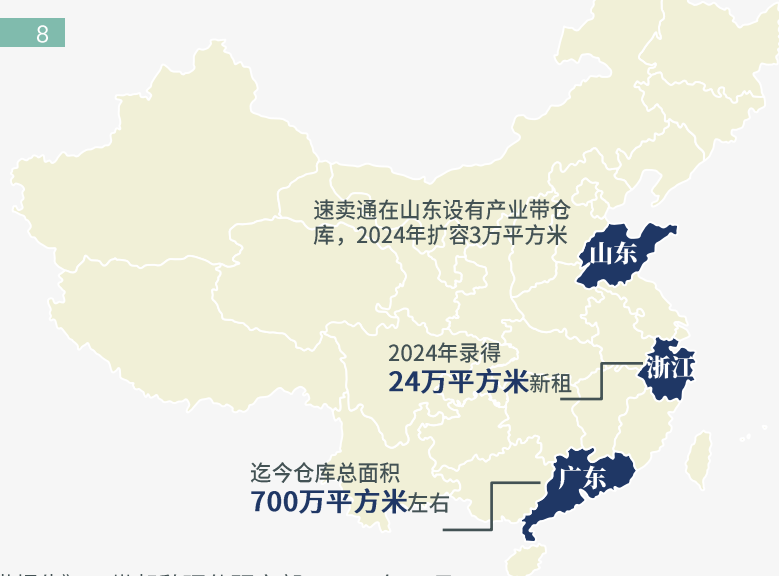 8
速卖通在山东设有产业带仓
库，2024年扩容3万平方米
山东
2024年录得
24万平方米新租
浙江
迄今仓库总面积
700万平方米左右
广东